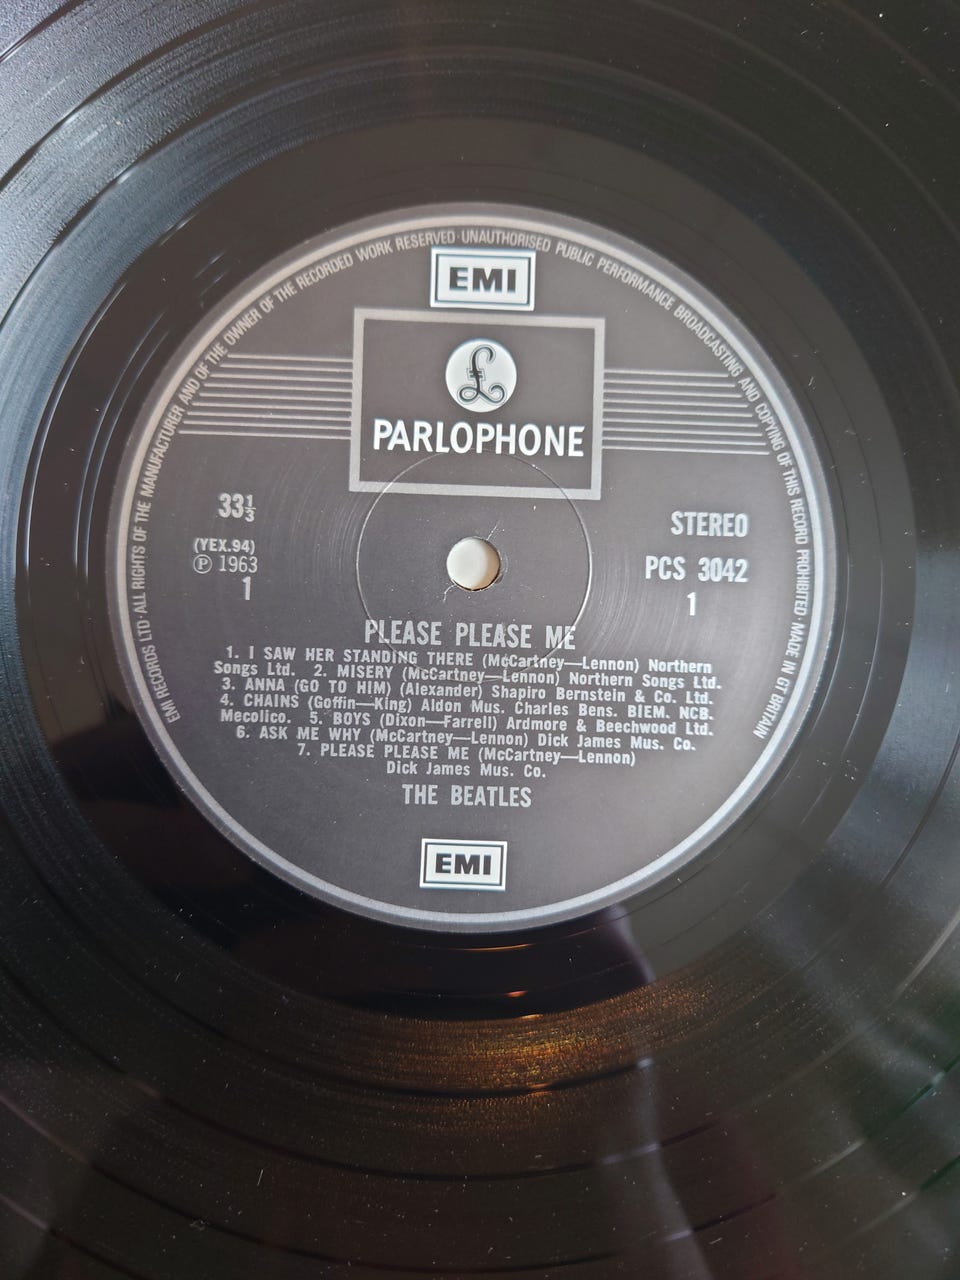 EMI RECORDS LTD · ALL RIGHTS OF THE MANUFACTURER AND OF THE OWNER OF THE RECORDED WORK RESERVED · UNAUTHORISED PUBLIC PERFORMANCE BROADCASTING AND COPYING OF THIS RECORD PROHIBITED · MADE IN GT BRITAIN
EMI
£
PARLOPHONE
33⅓
STEREO
(YEX.94)
Ⓟ 1963
PCS 3042
1
1
PLEASE PLEASE ME
1. I SAW HER STANDING THERE (McCartney—Lennon) Northern
Songs Ltd. 2. MISERY (McCartney—Lennon) Northern Songs Ltd.
3. ANNA (GO TO HIM) (Alexander) Shapiro Bernstein & Co. Ltd.
4. CHAINS (Goffin—King) Aldon Mus. Charles Bens. BIEM. NCB.
Mecolico. 5. BOYS (Dixon—Farrell) Ardmore & Beechwood Ltd.
6. ASK ME WHY (McCartney—Lennon) Dick James Mus. Co.
7. PLEASE PLEASE ME (McCartney—Lennon)
Dick James Mus. Co.
THE BEATLES
EMI